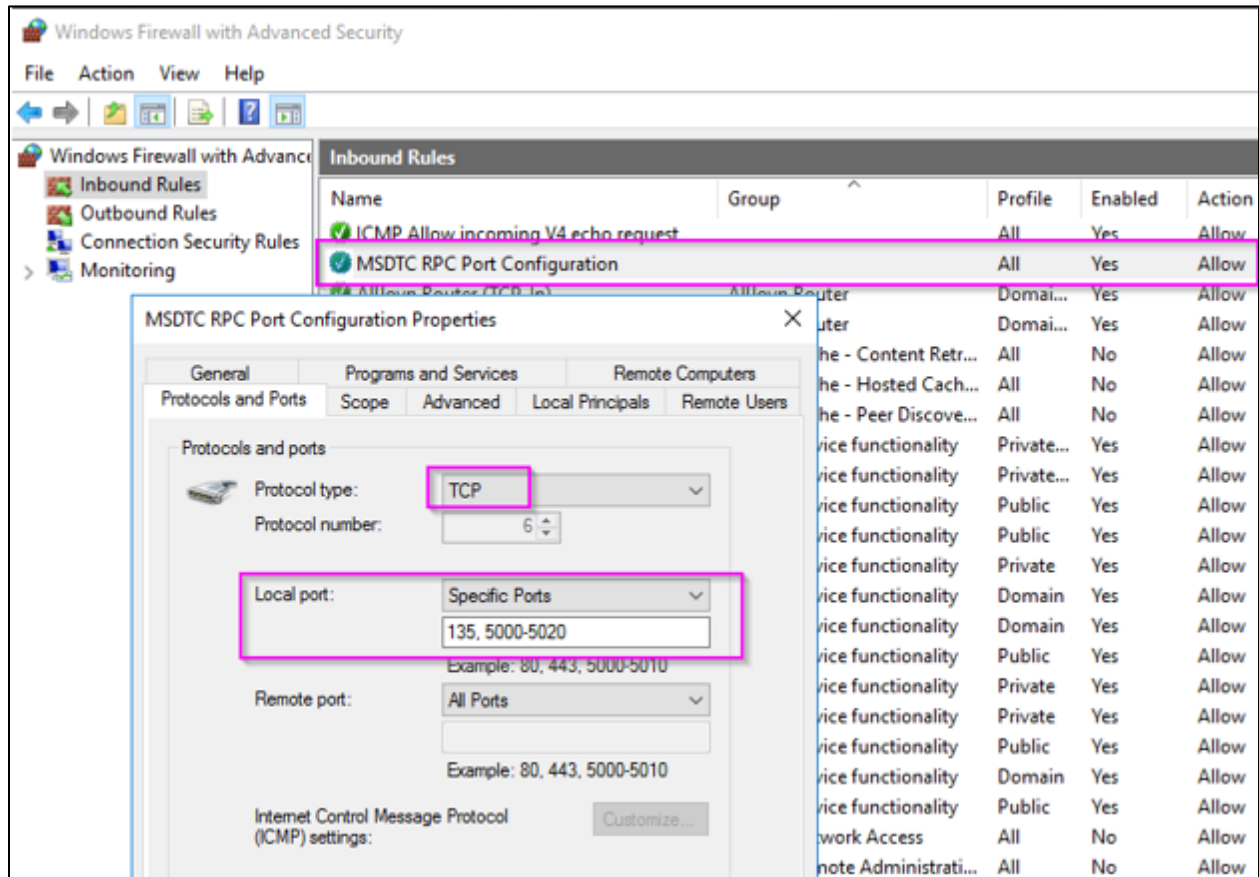 Windows Firewall with Advanced Security
File Action View Help
Windows Firewall with Advance
Inbound Rules
Outbound Rules
Connection Security Rules
Monitoring
Inbound Rules
Name Group Profile Enabled Action
ICMP Allow incoming V4 echo request All Yes Allow
MSDTC RPC Port Configuration All Yes Allow
AllJoyn Router (TCP-In) AllJoyn Router Domai... Yes Allow
uter Domai... Yes Allow
he - Content Retr... All No Allow
he - Hosted Cach... All No Allow
he - Peer Discove... All No Allow
vice functionality Private... Yes Allow
vice functionality Private... Yes Allow
vice functionality Public Yes Allow
vice functionality Public Yes Allow
vice functionality Private Yes Allow
vice functionality Domain Yes Allow
vice functionality Domain Yes Allow
vice functionality Public Yes Allow
vice functionality Private Yes Allow
vice functionality Private Yes Allow
vice functionality Public Yes Allow
vice functionality Domain Yes Allow
vice functionality Public Yes Allow
twork Access All No Allow
mote Administrati... All No Allow
MSDTC RPC Port Configuration Properties
General Programs and Services Remote Computers
Protocols and Ports Scope Advanced Local Principals Remote Users
Protocols and ports
Protocol type: TCP
Protocol number: 6
Local port: Specific Ports
135, 5000-5020
Example: 80, 443, 5000-5010
Remote port: All Ports
Example: 80, 443, 5000-5010
Internet Control Message Protocol
(ICMP) settings: Customize...